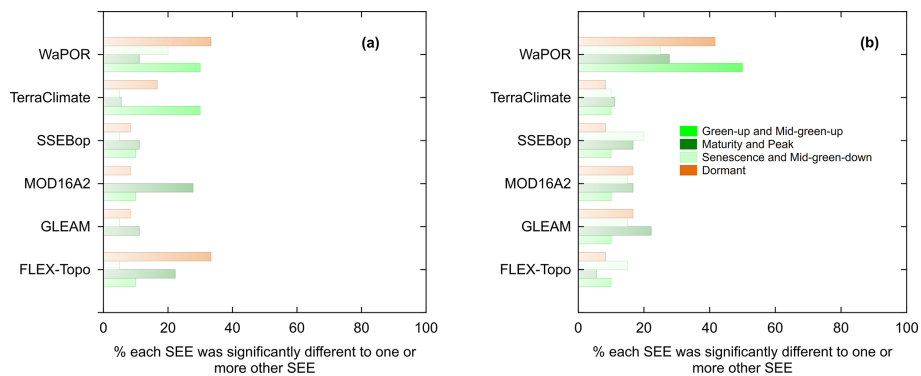 (a)
WaPOR
TerraClimate
SSEBop
MOD16A2
GLEAM
FLEX-Topo
0 20 40 60 80 100
% each SEE was significantly different to one or
more other SEE
(b)
WaPOR
TerraClimate
SSEBop
MOD16A2
GLEAM
FLEX-Topo
Green-up and Mid-green-up
Maturity and Peak
Senescence and Mid-green-down
Dormant
0 20 40 60 80 100
% each SEE was significantly different to one or
more other SEE